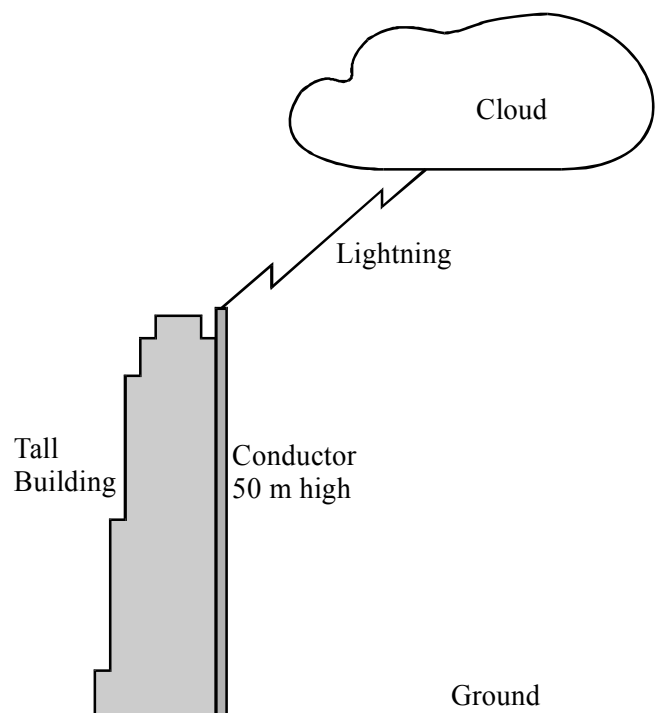 Cloud
Lightning
Tall
Building
Conductor
50 m high
Ground